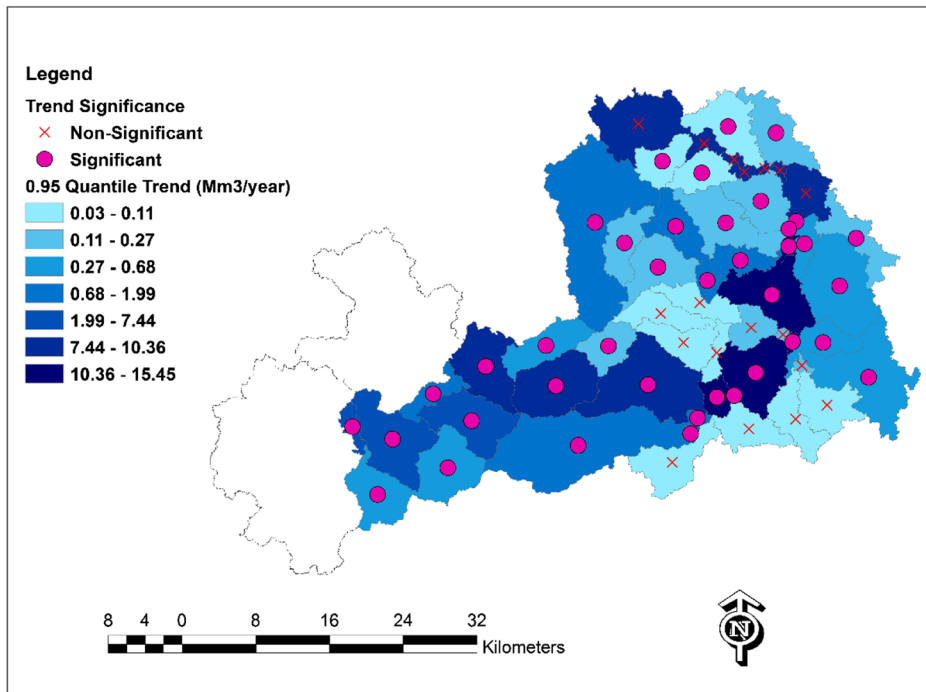 Legend
Trend Significance
Non-Significant
Significant
0.95 Quantile Trend (Mm3/year)
0.03 - 0.11
0.11 - 0.27
0.27 - 0.68
0.68 - 1.99
1.99 - 7.44
7.44 - 10.36
10.36 - 15.45
8 4 0 8 16 24 32
Kilometers
N